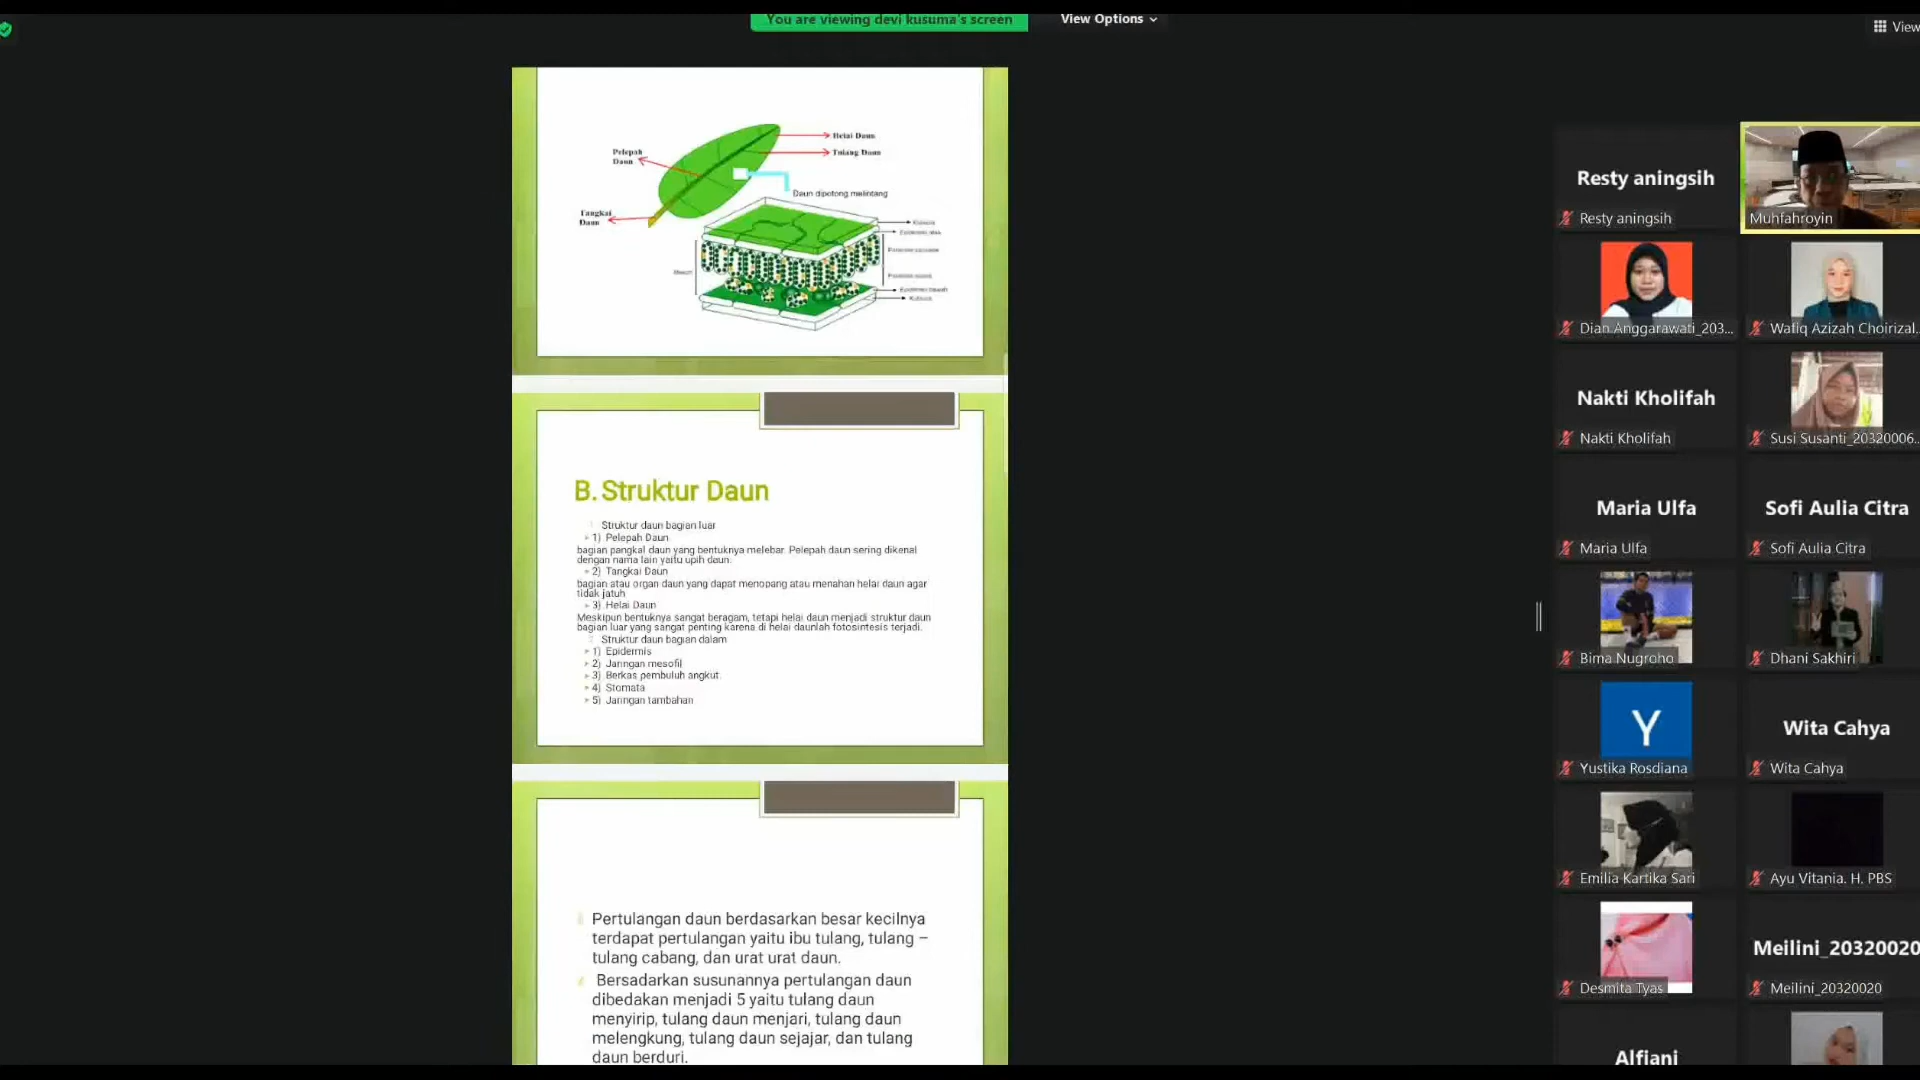 You are viewing devi kusuma's screen
View Options
View
Helai Daun
Tulang Daun
Pelepah
Daun
Daun dipotong melintang
Tangkai
Daun
B. Struktur Daun
Struktur daun bagian luar
1) Pelepah Daun
bagian pangkal daun yang bentuknya melebar. Pelepah daun sering dikenal
dengan nama lain yaitu upih daun.
2) Tangkai Daun
bagian atau organ daun yang dapat menopang atau menahan helai daun agar
tidak jatuh
3) Helai Daun
Meskipun bentuknya sangat beragam, tetapi helai daun menjadi struktur daun
bagian luar yang sangat penting karena di helai daunlah fotosintesis terjadi.
Struktur daun bagian dalam
1) Epidermis
2) Jaringan mesofil
3) Berkas pembuluh angkut.
4) Stomata
5) Jaringan tambahan
Pertulangan daun berdasarkan besar kecilnya
terdapat pertulangan yaitu ibu tulang, tulang –
tulang cabang, dan urat urat daun.
Bersadarkan susunannya pertulangan daun
dibedakan menjadi 5 yaitu tulang daun
menyirip, tulang daun menjari, tulang daun
melengkung, tulang daun sejajar, dan tulang
daun berduri.
Resty aningsih
Resty aningsih
Muhfahroyin
Dian Anggarawati_203...
Wafiq Azizah Choirizal...
Nakti Kholifah
Nakti Kholifah
Susi Susanti_20320006...
Maria Ulfa
Maria Ulfa
Sofi Aulia Citra
Sofi Aulia Citra
Bima Nugroho
Dhani Sakhiri
Y
Yustika Rosdiana
Wita Cahya
Wita Cahya
Emilia Kartika Sari
Ayu Vitania. H. PBS
Desmita Tyas
Meilini_20320020
Meilini_20320020
Alfiani